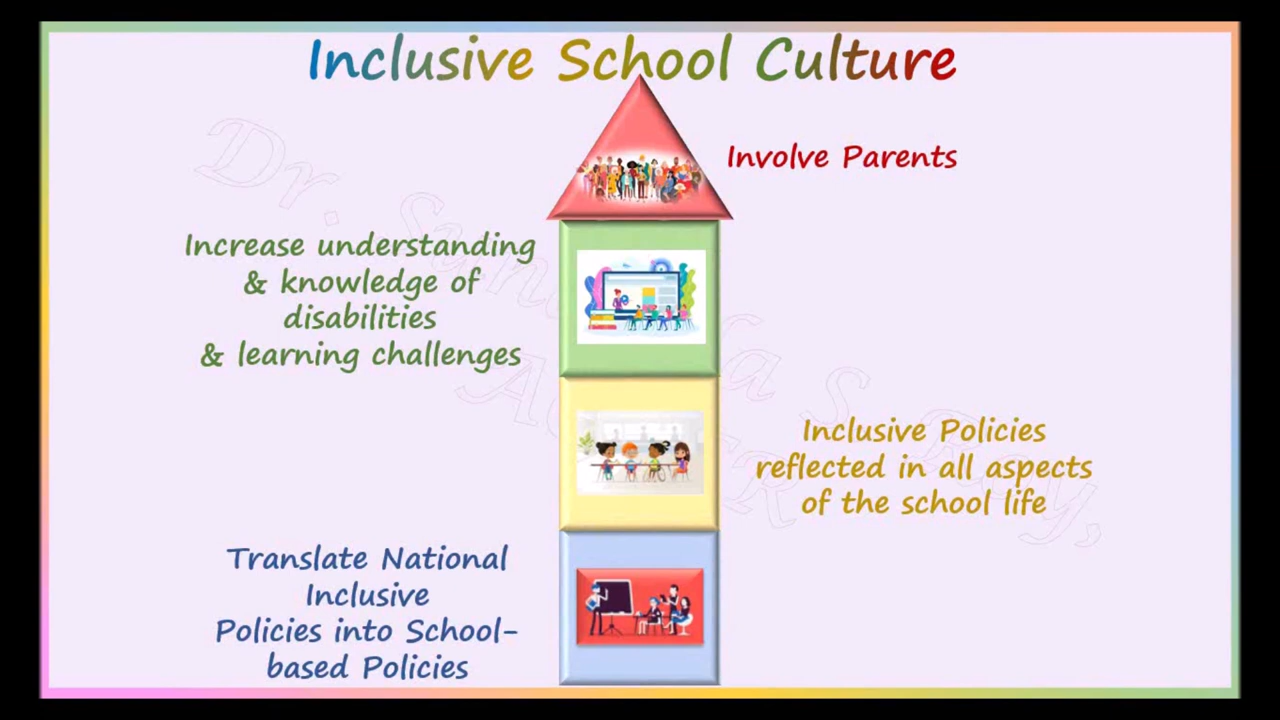 Inclusive School Culture
Involve Parents
Increase understanding
& knowledge of
disabilities
& learning challenges
Inclusive Policies
reflected in all aspects
of the school life
Translate National
Inclusive
Policies into School-
based Policies